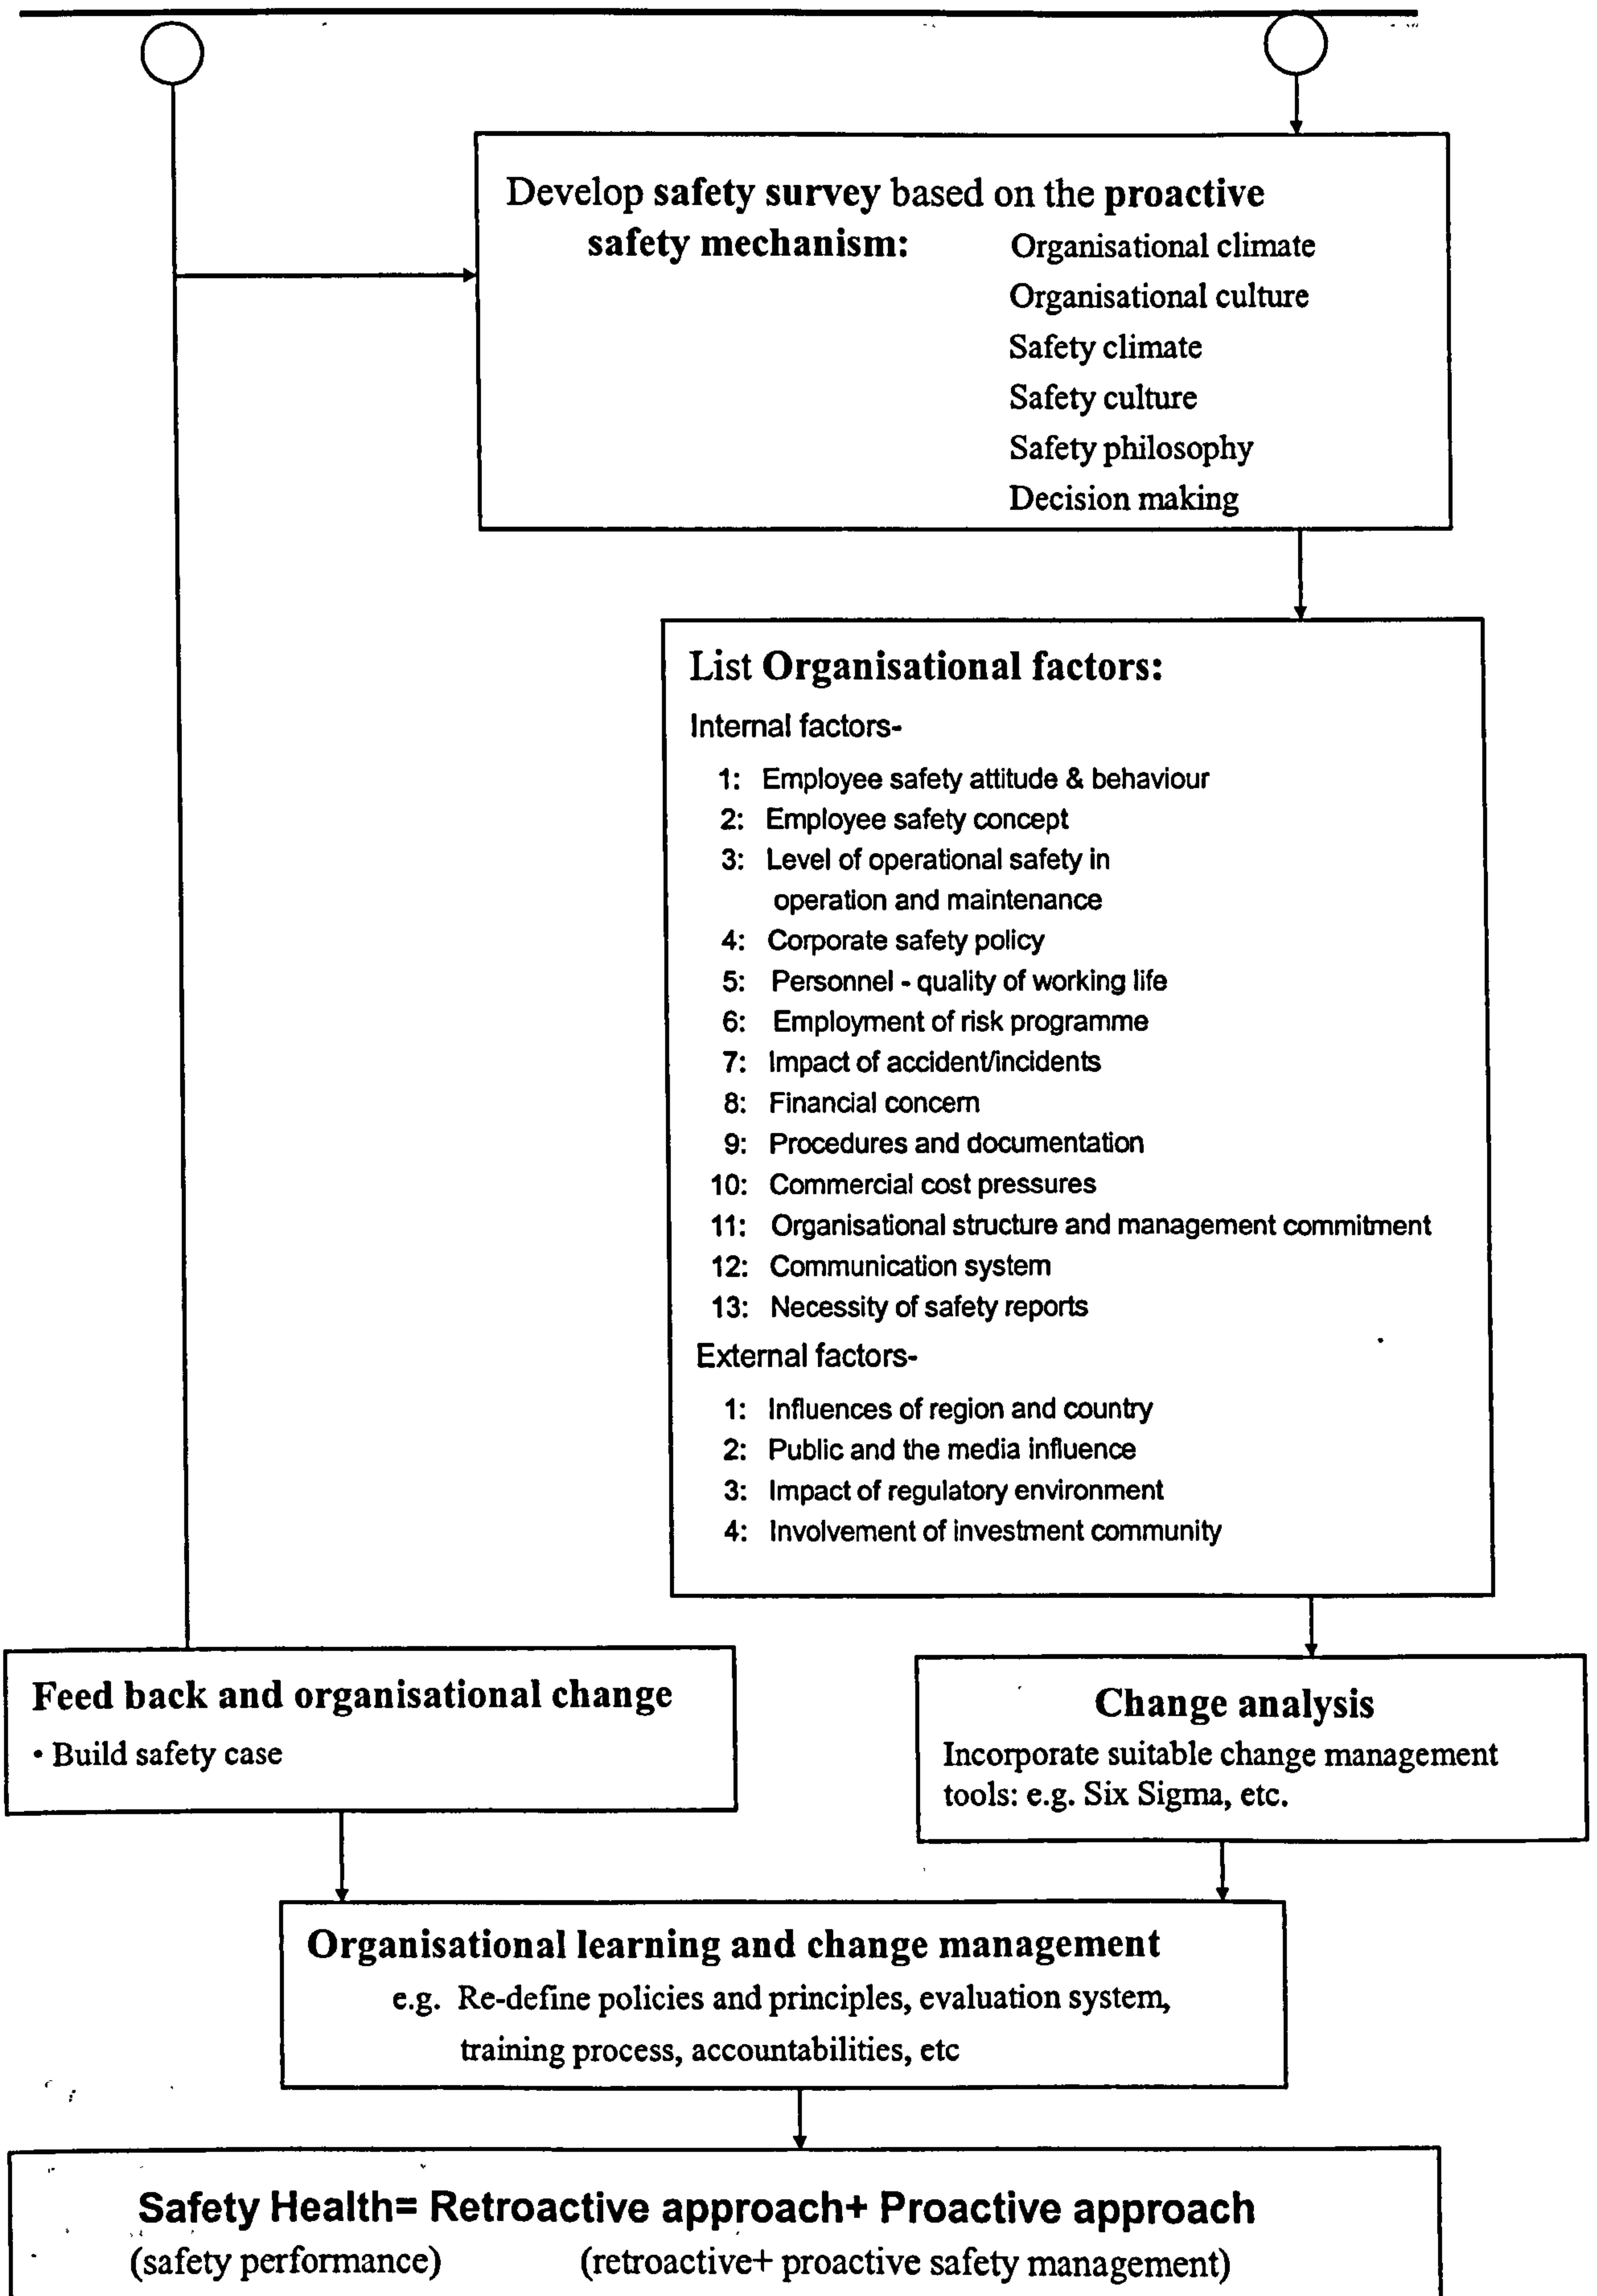 Develop safety survey based on the proactive
safety mechanism: Organisational climate
Organisational culture
Safety climate
Safety culture
Safety philosophy
Decision making
List Organisational factors:
Internal factors-
1: Employee safety attitude & behaviour
2: Employee safety concept
3: Level of operational safety in
operation and maintenance
4: Corporate safety policy
5: Personnel - quality of working life
6: Employment of risk programme
7: Impact of accident/incidents
8: Financial concern
9: Procedures and documentation
10: Commercial cost pressures
11: Organisational structure and management commitment
12: Communication system
13: Necessity of safety reports
External factors-
1: Influences of region and country
2: Public and the media influence
3: Impact of regulatory environment
4: Involvement of investment community
Feed back and organisational change
• Build safety case
Change analysis
Incorporate suitable change management
tools: e.g. Six Sigma, etc.
Organisational learning and change management
e.g. Re-define policies and principles, evaluation system,
training process, accountabilities, etc
Safety Health= Retroactive approach+ Proactive approach
(safety performance) (retroactive+ proactive safety management)